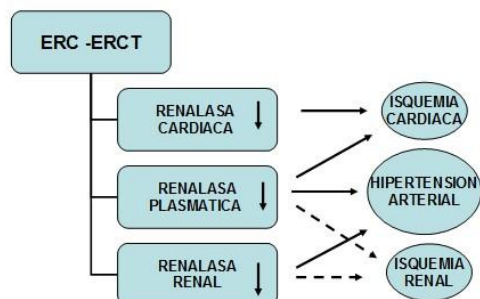 ERC -ERCT
RENALASA
CARDIACA
ISQUEMIA
CARDIACA
RENALASA
PLASMATICA
HIPERTENSION
ARTERIAL
RENALASA
RENAL
ISQUEMIA
RENAL